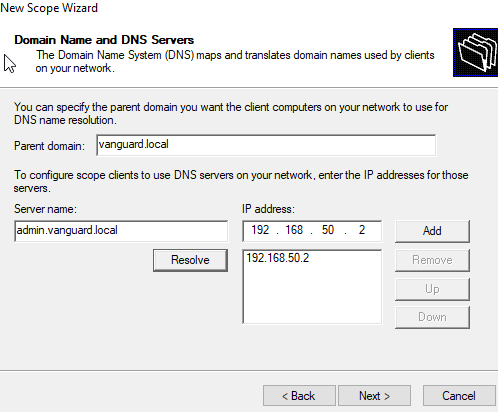 New Scope Wizard
Domain Name and DNS Servers
The Domain Name System (DNS) maps and translates domain names used by clients
on your network.
You can specify the parent domain you want the client computers on your network to use for
DNS name resolution.
Parent domain: vanguard.local
To configure scope clients to use DNS servers on your network, enter the IP addresses for those
servers.
Server name: IP address:
admin.vanguard.local 192 . 168 . 50 . 2 Add
Resolve 192.168.50.2 Remove
Up
Down
< Back Next > Cancel